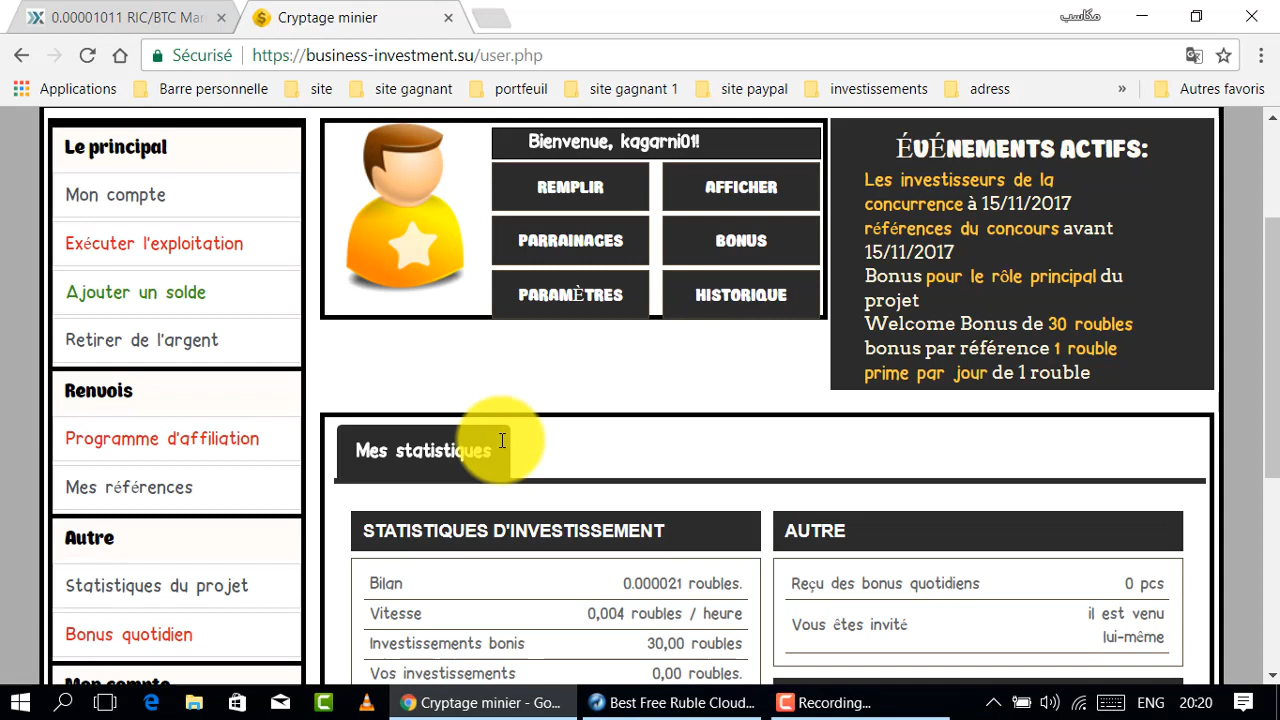 0.00001011 RIC/BTC Mar
Cryptage minier
مكاسب
Sécurisé
https://business-investment.su/user.php
Applications
Barre personnelle
site
site gagnant
portfeuil
site gagnant 1
site paypal
investissements
adress
»
Autres favoris
Le principal
Mon compte
Exécuter l'exploitation
Ajouter un solde
Retirer de l'argent
Renvois
Programme d'affiliation
Mes références
Autre
Statistiques du projet
Bonus quotidien
Bienvenue, kagarni01!
REMPLIR
AFFICHER
PARRAINAGES
BONUS
PARAMÈTRES
HISTORIQUE
ÉVÉNEMENTS ACTIFS:
Les investisseurs de la
concurrence à 15/11/2017
références du concours avant
15/11/2017
Bonus pour le rôle principal du
projet
Welcome Bonus de 30 roubles
bonus par référence 1 rouble
prime par jour de 1 rouble
Mes statistiques
STATISTIQUES D'INVESTISSEMENT
Bilan 0.000021 roubles.
Vitesse 0,004 roubles / heure
Investissements bonis 30,00 roubles
Vos investissements 0,00 roubles.
AUTRE
Reçu des bonus quotidiens 0 pcs
Vous êtes invité il est venu
lui-même
Cryptage minier - Go...
Best Free Ruble Cloud...
Recording...
ENG
20:20